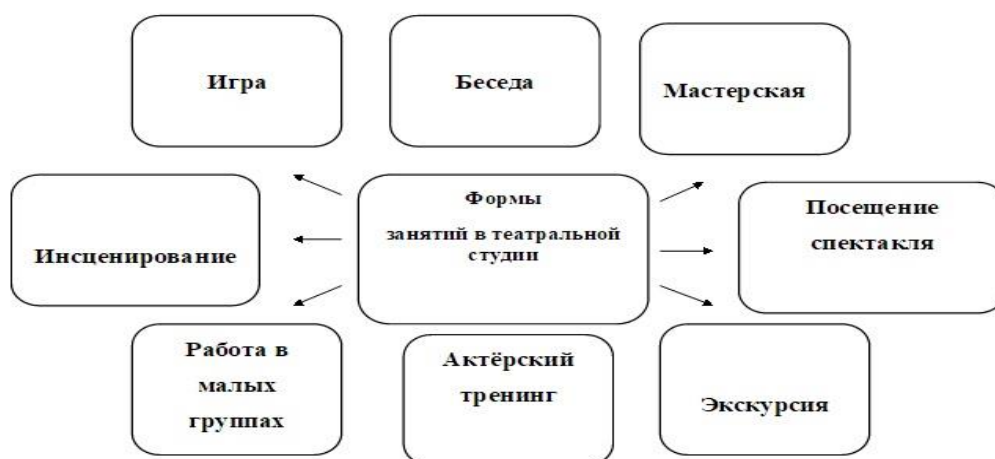 Игра
Беседа
Мастерская
Формы
занятий в театральной
студии
Посещение
спектакля
Инсценирование
Работа в
малых
группах
Актёрский
тренинг
Экскурсия